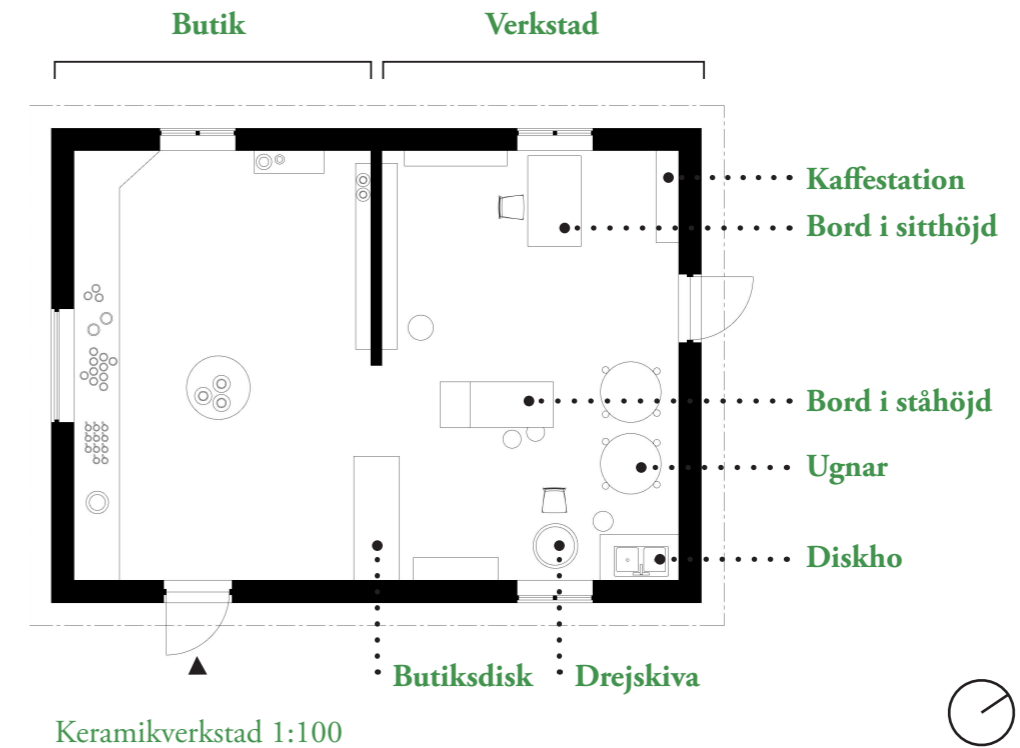 Butik
Verkstad
Kaffestation
Bord i sitthöjd
Bord i ståhöjd
Ugnar
Diskho
Butiksdisk
Drejskiva
Keramikverkstad 1:100